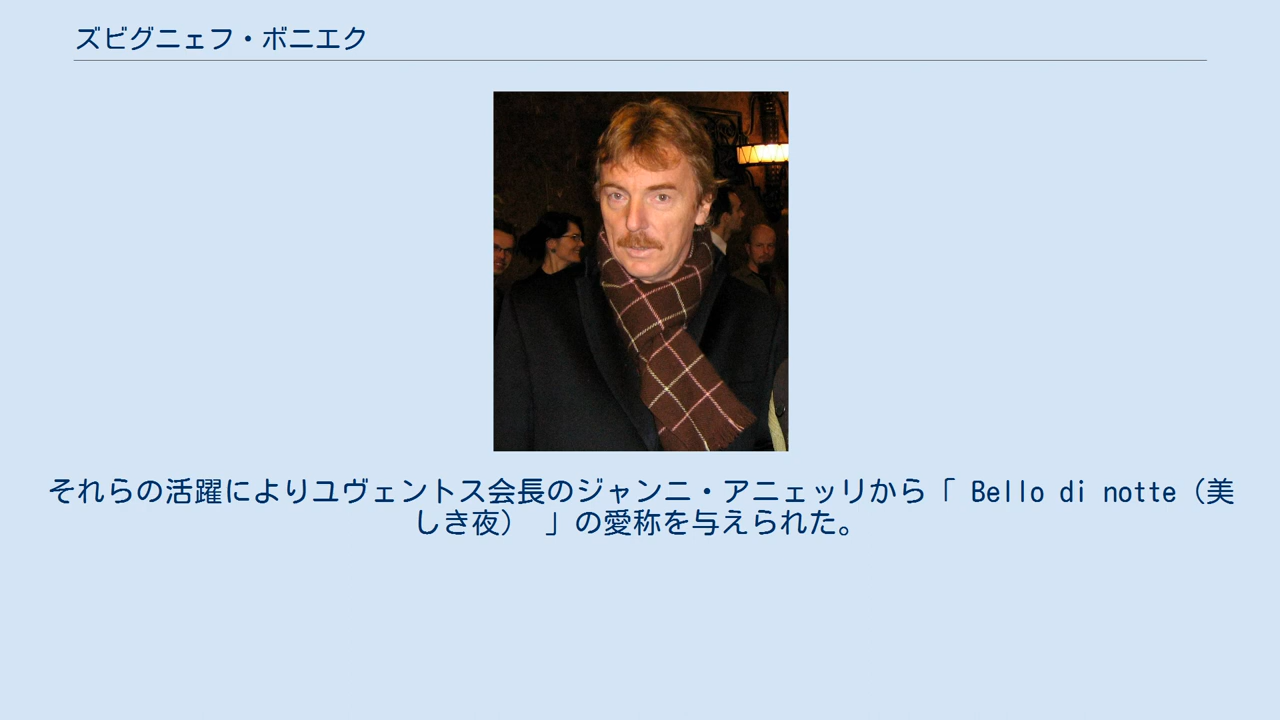 ズビグニェフ・ボニエク
それらの活躍によりユヴェントス会長のジャンニ・アニェッリから「 Bello di notte（美
しき夜） 」の愛称を与えられた。